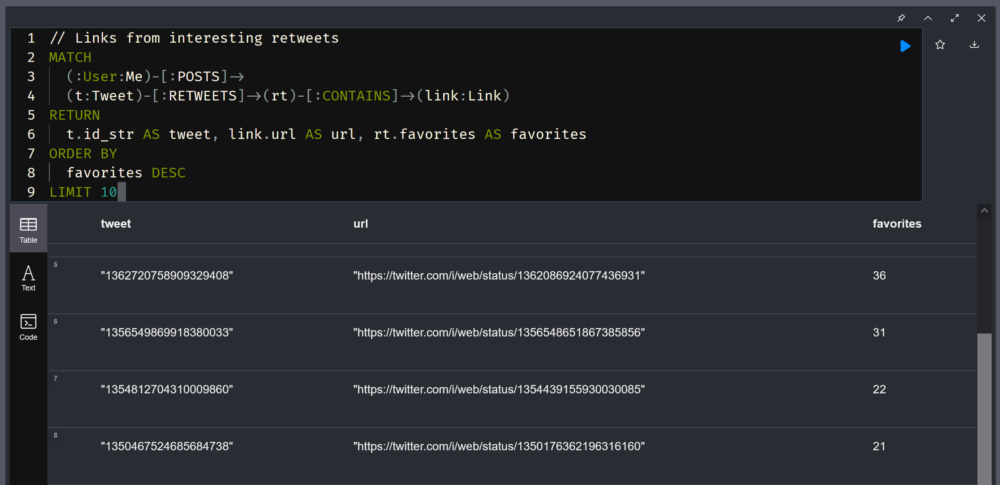 1 // Links from interesting retweets
2 MATCH
3 (:User:Me)-[:POSTS]->
4 (t:Tweet)-[:RETWEETS]->(rt)-[:CONTAINS]->(link:Link)
5 RETURN
6 t.id_str AS tweet, link.url AS url, rt.favorites AS favorites
7 ORDER BY
8 favorites DESC
9 LIMIT 10
tweet url favorites
Table
5 "1362720758909329408" "https://twitter.com/i/web/status/1362086924077436931" 36
Text
6 "1356549869918380033" "https://twitter.com/i/web/status/1356548651867385856" 31
Code
7 "1354812704310009860" "https://twitter.com/i/web/status/1354439155930030085" 22
8 "1350467524685684738" "https://twitter.com/i/web/status/1350176362196316160" 21